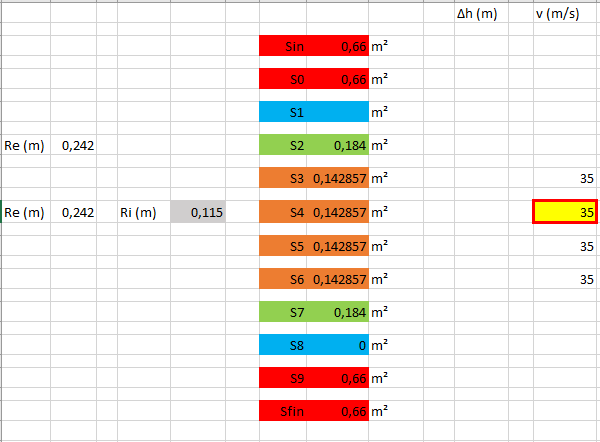 Δh (m) v (m/s)
Sin 0,66 m²
S0 0,66 m²
S1 m²
Re (m) 0,242 S2 0,184 m²
S3 0,142857 m² 35
Re (m) 0,242 Ri (m) 0,115 S4 0,142857 m² 35
S5 0,142857 m² 35
S6 0,142857 m² 35
S7 0,184 m²
S8 0 m²
S9 0,66 m²
Sfin 0,66 m²